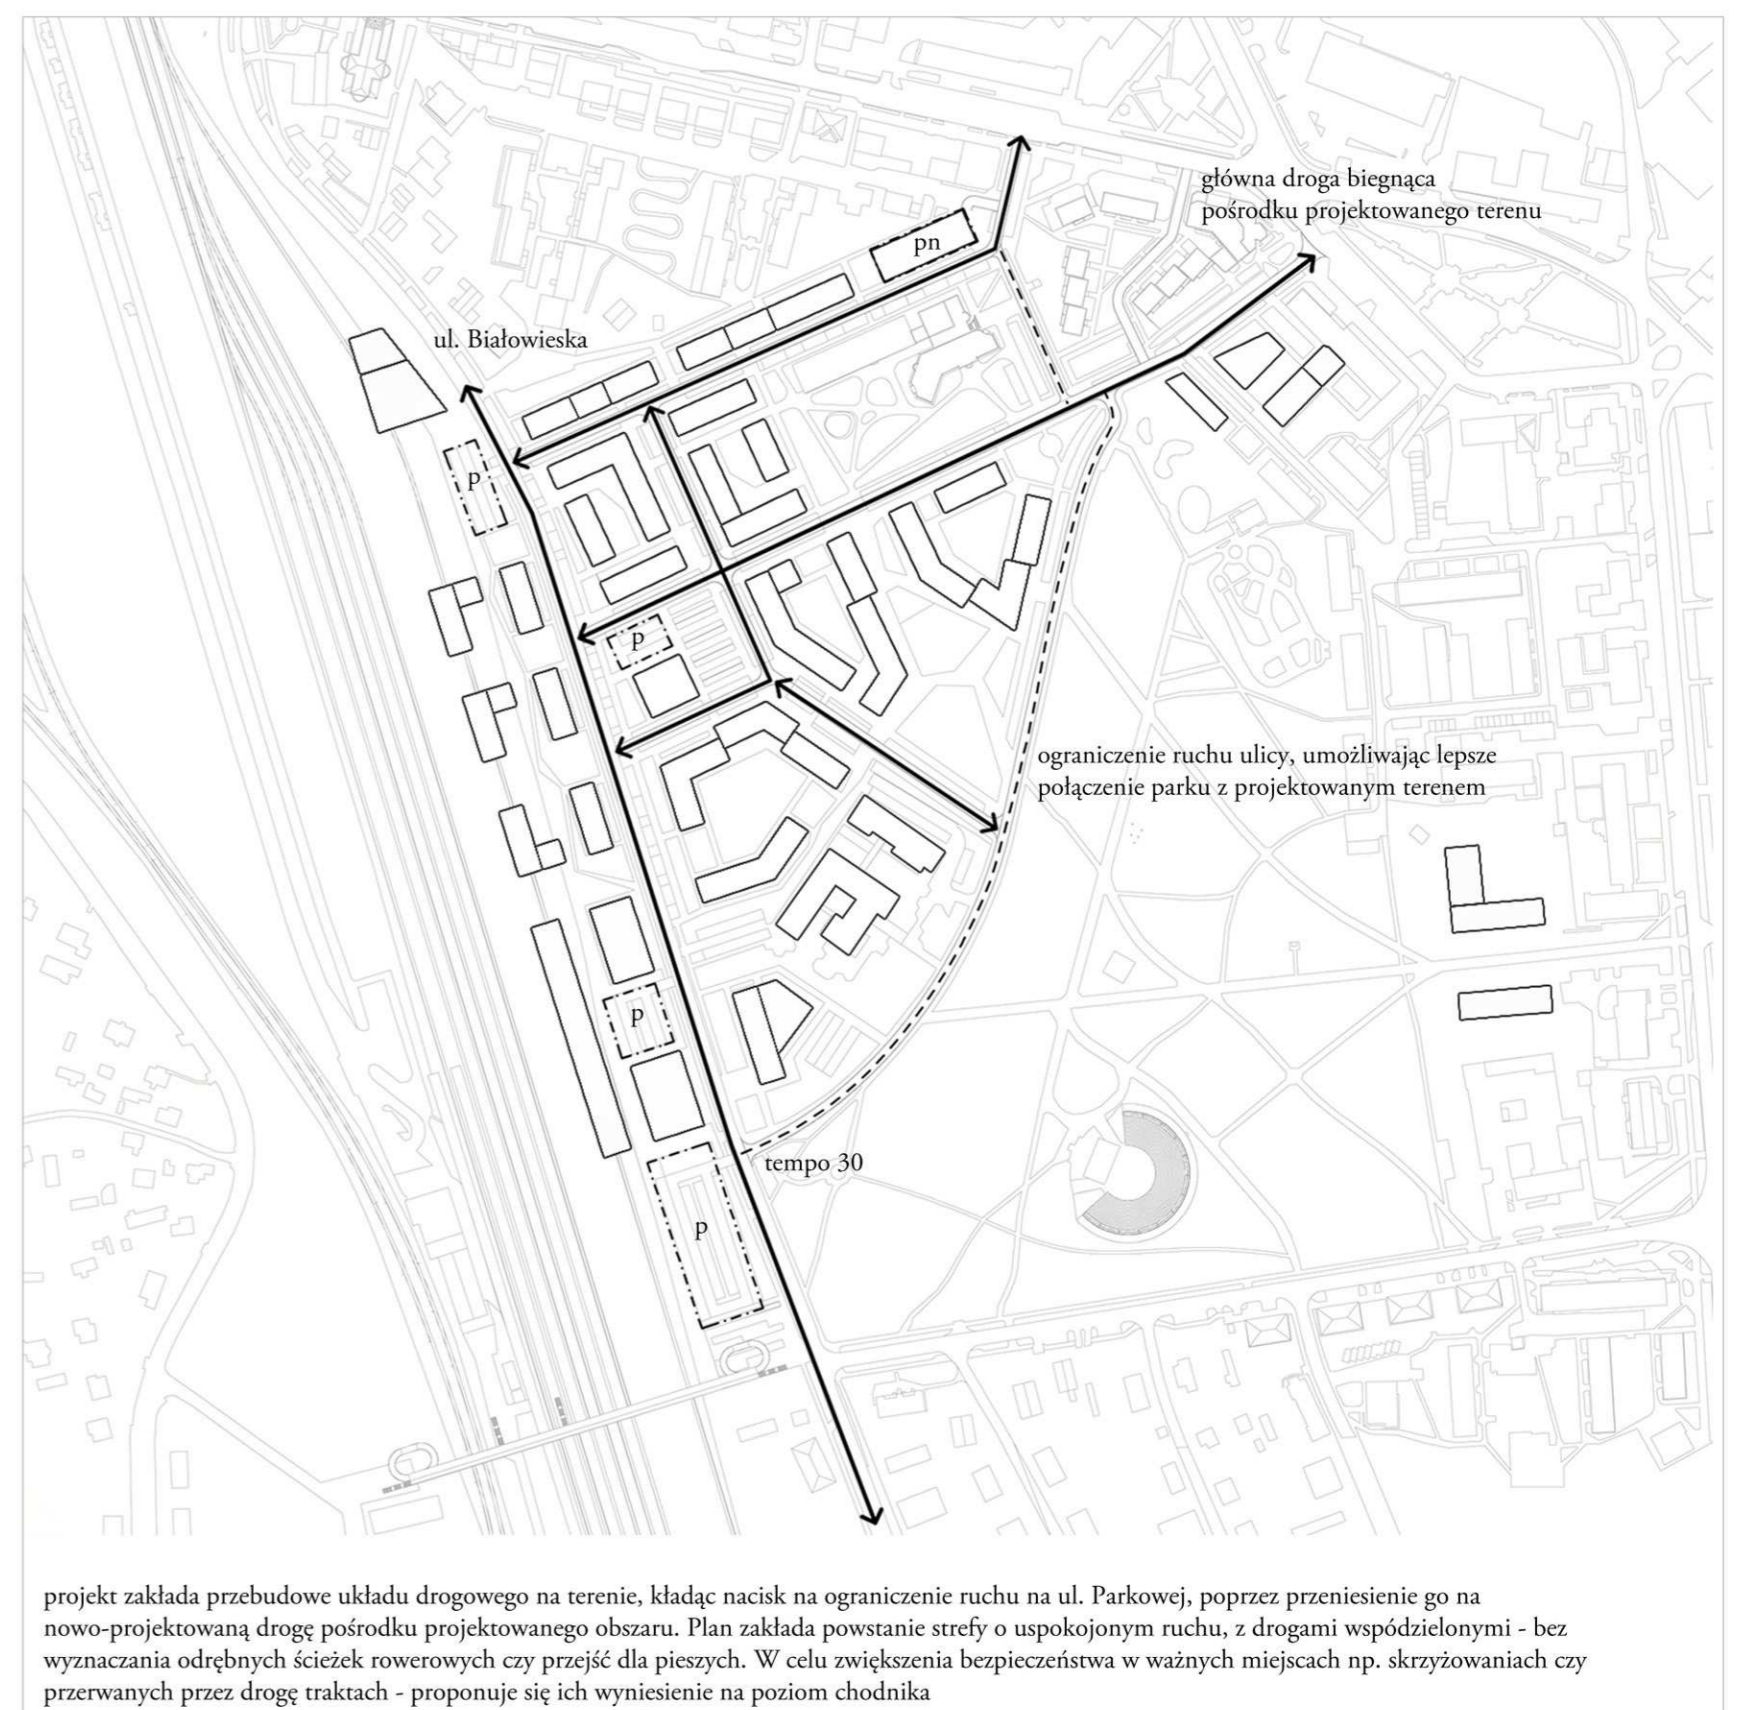 główna droga biegnąca
pośrodku projektowanego terenu
pn
ul. Białowieska
p
p
ograniczenie ruchu ulicy, umożliwiając lepsze
połączenie parku z projektowanym terenem
p
tempo 30
p
projekt zakłada przebudowe układu drogowego na terenie, kładąc nacisk na ograniczenie ruchu na ul. Parkowej, poprzez przeniesienie go na
nowo-projektowaną drogę pośrodku projektowanego obszaru. Plan zakłada powstanie strefy o uspokojonym ruchu, z drogami wspódzielonymi - bez
wyznaczania odrębnych ścieżek rowerowych czy przejść dla pieszych. W celu zwiększenia bezpieczeństwa w ważnych miejscach np. skrzyżowaniach czy
przerwanych przez drogę traktach - proponuje się ich wyniesienie na poziom chodnika